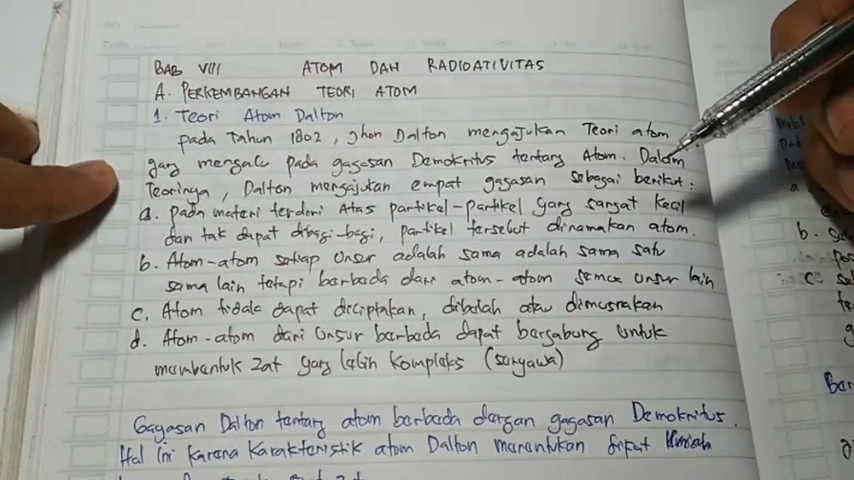 BAB VIII ATOM DAN RADIOATIVITAS
A. PERKEMBANGAN TEORI ATOM
1. Teori Atom Dalton
pada Tahun 1802, Jhon Dalton mengajukan Teori atom
yang mengacu pada gagasan Demokritus tentang Atom. Dalam
Teorinya, Dalton mengajukan empat gagasan sebagai berikut:
a. pada materi terdiri Atas partikel-partikel yang sangat kecil
dan tak dapat dibagi-bagi, partikel tersebut dinamakan atom.
b. Atom-atom setiap unsur adalah sama adalah sama satu
sama lain tetapi berbeda dari atom-atom semua unsur lain
c. Atom tidak dapat diciptakan, dibelah atau dimusnakan
d. Atom-atom dari Unsur berbeda dapat bergabung untuk
membentuk Zat yang lebih kompleks (senyawa)
Gagasan Dalton tentang atom berbeda dengan gagasan Demokritus.
Hal ini karena karakteristik atom Dalton menentukan sifat